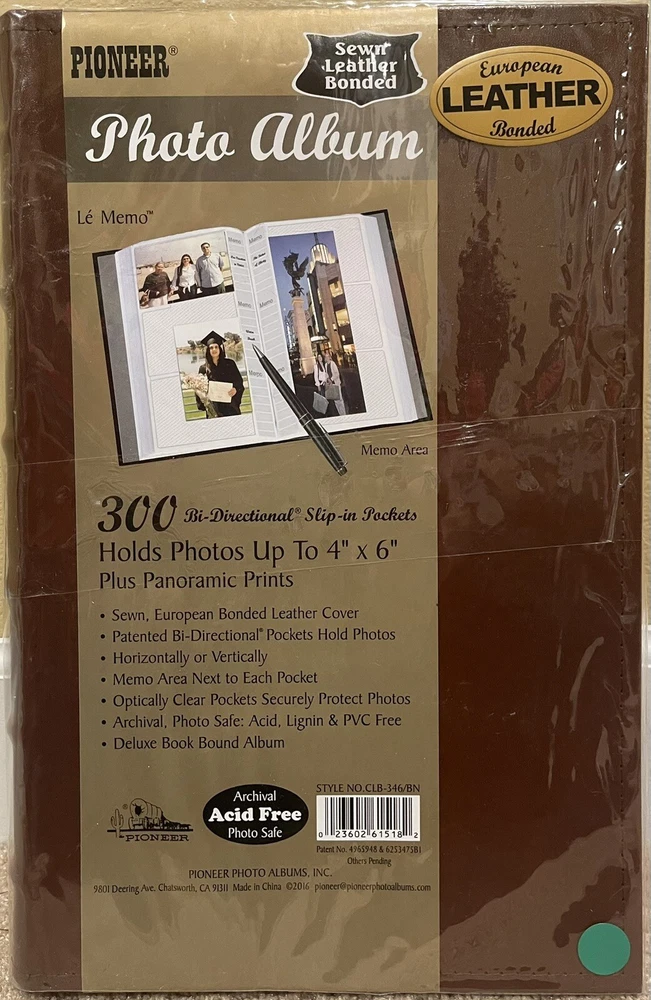 PIONEER®
Sewn
Leather
Bonded
European
LEATHER
Bonded
Photo Album
Lé Memo™
Memo Area
300 Bi-Directional® Slip-in Pockets
Holds Photos Up To 4" x 6"
Plus Panoramic Prints
• Sewn, European Bonded Leather Cover
• Patented Bi-Directional® Pockets Hold Photos
• Horizontally or Vertically
• Memo Area Next to Each Pocket
• Optically Clear Pockets Securely Protect Photos
• Archival, Photo Safe: Acid, Lignin & PVC Free
• Deluxe Book Bound Album
PIONEER
Archival
Acid Free
Photo Safe
STYLE NO.CLB-346/BN
0 23602 61518 2
Patent No. 4965948 & 6253475B1
Others Pending
PIONEER PHOTO ALBUMS, INC.
9801 Deering Ave. Chatsworth, CA 91311 Made in China ©2016 pioneer@pioneerphotoalbums.com